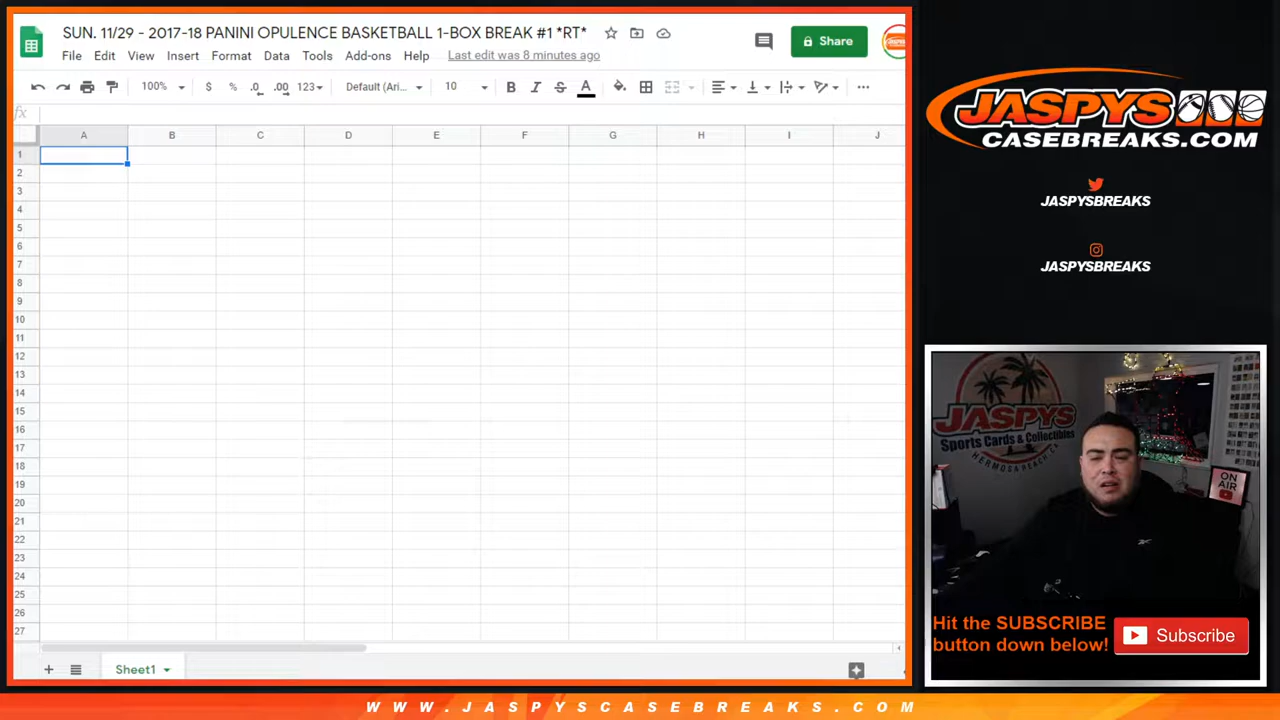 SUN. 11/29 - 2017-18 PANINI OPULENCE BASKETBALL 1-BOX BREAK #1 *RT*
File Edit View Insert Format Data Tools Add-ons Help Last edit was 8 minutes ago
Share
100% $ % .0 .00 123 Default (Ari... 10 B I S A
fx
A B C D E F G H I J
1
2
3
4
5
6
7
8
9
10
11
12
13
14
15
16
17
18
19
20
21
22
23
24
25
26
27
Sheet1
JASPYS
CASEBREAKS.COM
JASPYSBREAKS
JASPYSBREAKS
JASPYS
Sports Cards & Collectibles
HERMOSA BEACH, CA
ON
AIR
Hit the SUBSCRIBE
button down below!
Subscribe
WWW.JASPYSCASEBREAKS.COM